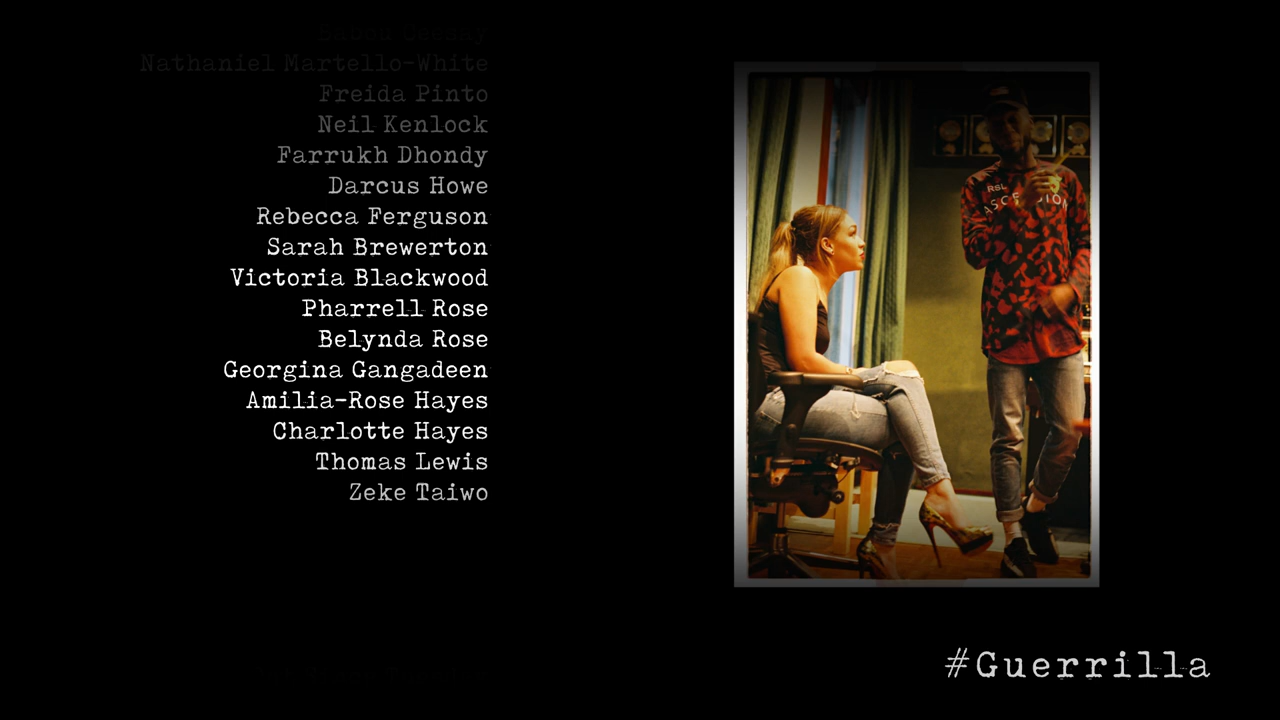 Nathaniel Martello-White
Freida Pinto
Neil Kenlock
Farrukh Dhondy
Darcus Howe
Rebecca Ferguson
Sarah Brewerton
Victoria Blackwood
Pharrell Rose
Belynda Rose
Georgina Gangadeen
Amilia-Rose Hayes
Charlotte Hayes
Thomas Lewis
Zeke Taiwo
RSL
#Guerrilla